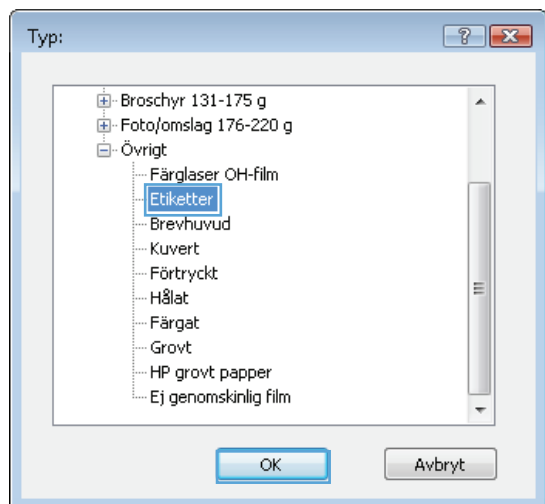 Typ:
Broschyr 131-175 g
Foto/omslag 176-220 g
Övrigt
Färglaser OH-film
Etiketter
Brevhuvud
Kuvert
Förtryckt
Hålat
Färgat
Grovt
HP grovt papper
Ej genomskinlig film
OK Avbryt